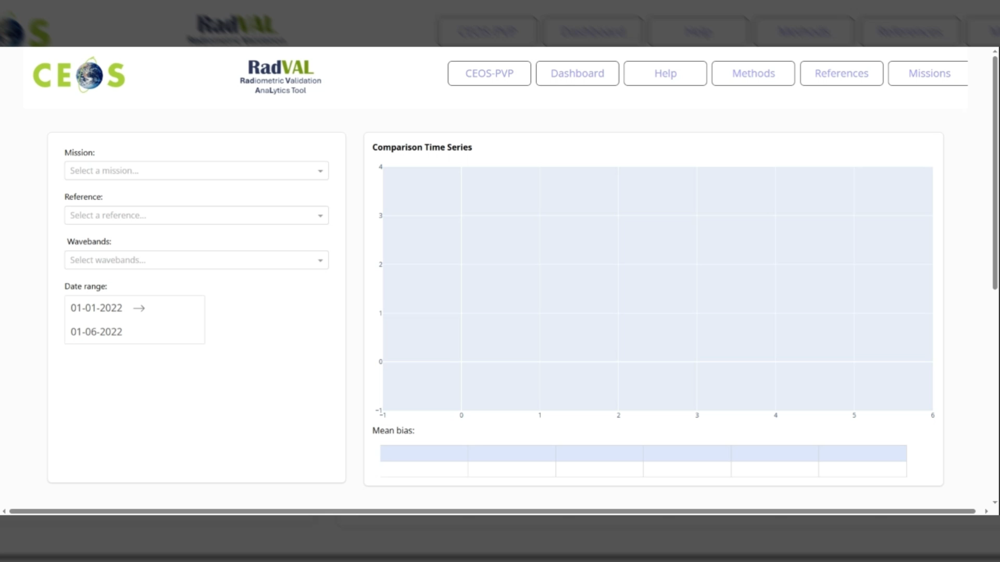 CEOS
RadVAL
Radiometric Validation
AnaLytics Tool
CEOS-PVP
Dashboard
Help
Methods
References
Missions
Mission:
Select a mission...
Reference:
Select a reference...
Wavebands:
Select wavebands...
Date range:
01-01-2022 →
01-06-2022
Comparison Time Series
4
3
2
1
0
−1
−1 0 1 2 3 4 5 6
Mean bias: